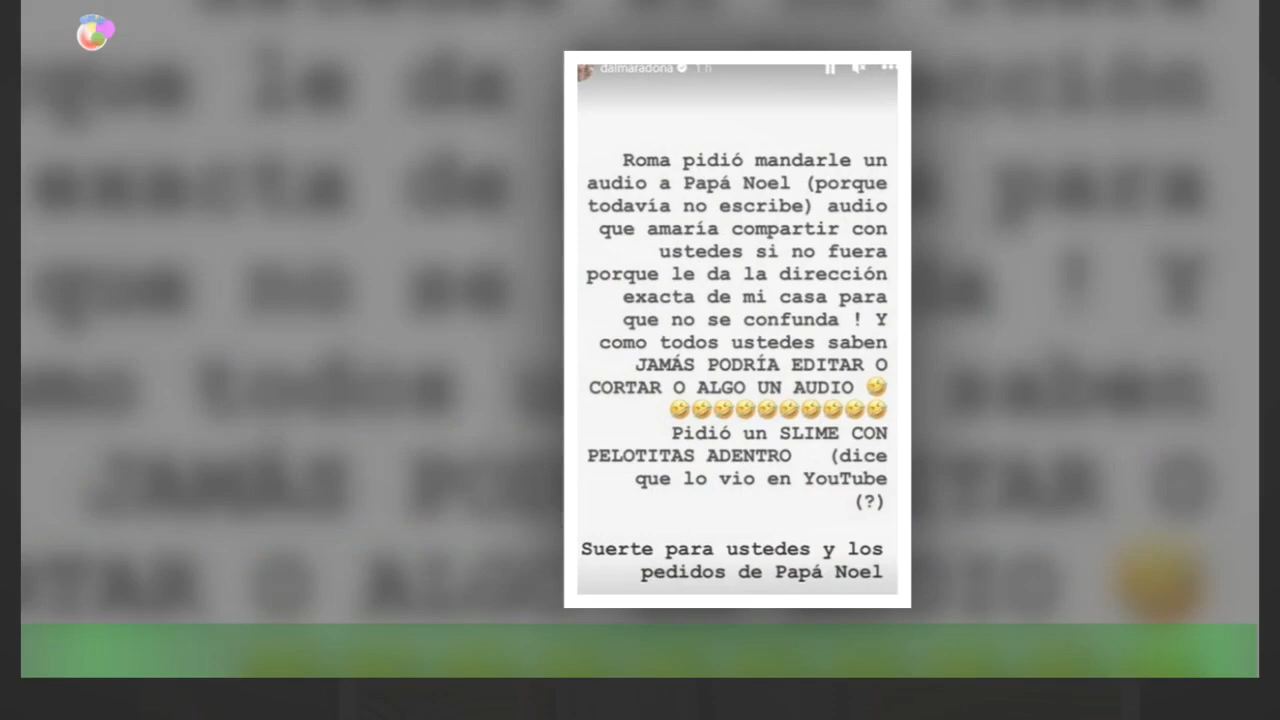 dalmaradona 1 h
Roma pidió mandarle un
audio a Papá Noel (porque
todavía no escribe) audio
que amaría compartir con
ustedes si no fuera
porque le da la dirección
exacta de mi casa para
que no se confunda ! Y
como todos ustedes saben
JAMÁS PODRÍA EDITAR O
CORTAR O ALGO UN AUDIO 🤣
🤣🤣🤣🤣🤣🤣🤣🤣🤣🤣
Pidió un SLIME CON
PELOTITAS ADENTRO (dice
que lo vio en YouTube
(?)
Suerte para ustedes y los
pedidos de Papá Noel